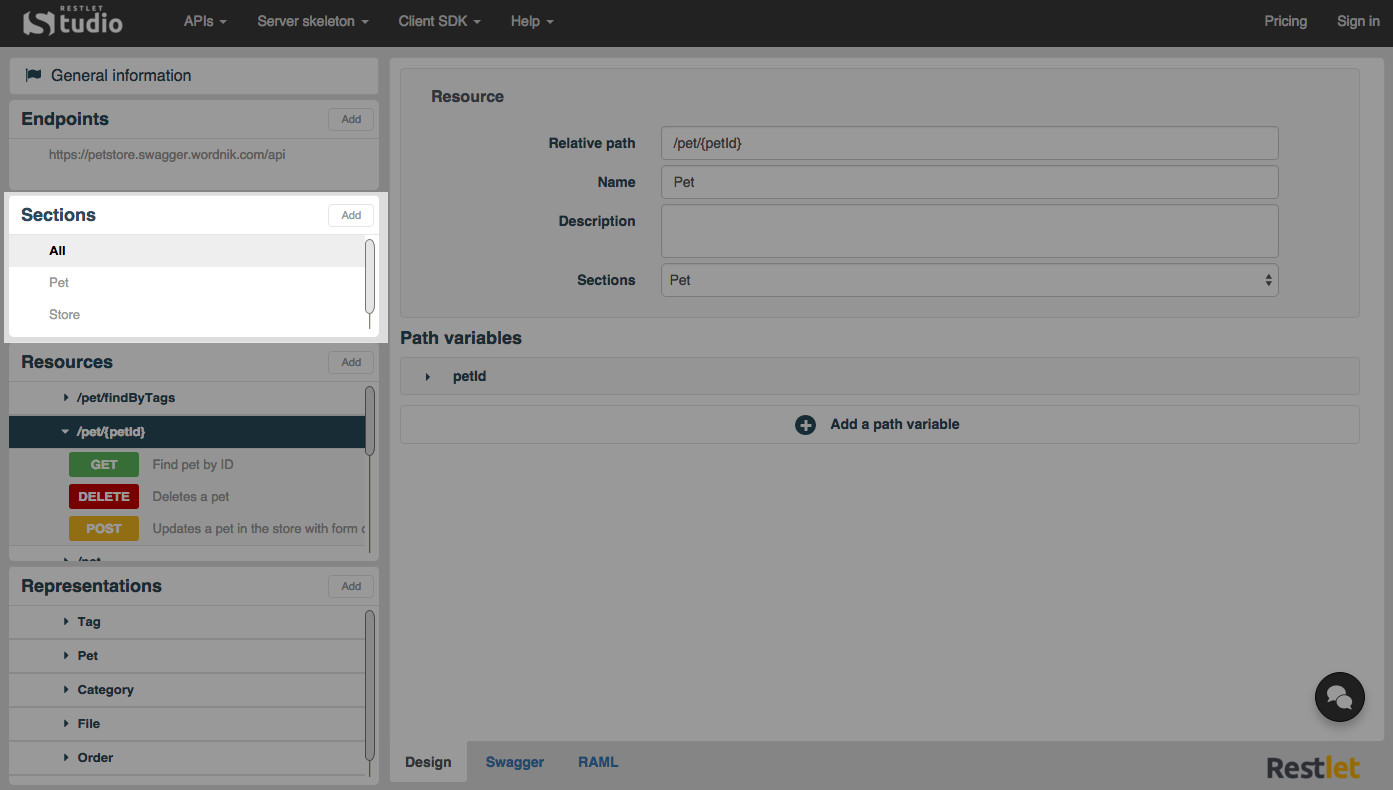 RESTLET
Studio
APIs
Server skeleton
Client SDK
Help
Pricing
Sign in
General information
Endpoints
Add
https://petstore.swagger.wordnik.com/api
Sections
Add
All
Pet
Store
Resources
Add
/pet/findByTags
/pet/{petId}
GET Find pet by ID
DELETE Deletes a pet
POST Updates a pet in the store with form
Representations
Add
Tag
Pet
Category
File
Order
Resource
Relative path /pet/{petId}
Name Pet
Description
Sections Pet
Path variables
petId
Add a path variable
Design
Swagger
RAML
Restlet